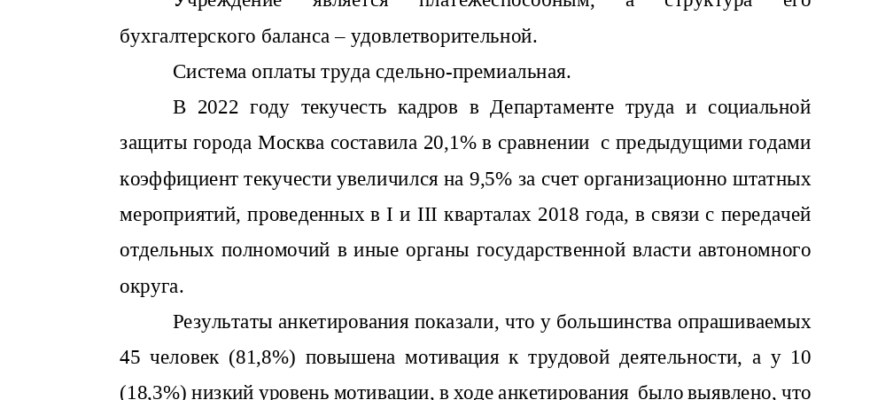 Учреждение является платежеспособным, а структура его
бухгалтерского баланса – удовлетворительной.
Система оплаты труда сдельно-премиальная.
В 2022 году текучесть кадров в Департаменте труда и социальной
защиты города Москва составила 20,1% в сравнении  с предыдущими годами
коэффициент текучести увеличился на 9,5% за счет организационно штатных
мероприятий, проведенных в I и III кварталах 2018 года, в связи с передачей
отдельных полномочий в иные органы государственной власти автономного
округа.
Результаты анкетирования показали, что у большинства опрашиваемых
45 человек (81,8%) повышена мотивация к трудовой деятельности, а у 10
(18,3%) низкий уровень мотивации, в ходе анкетирования  было выявлено, что